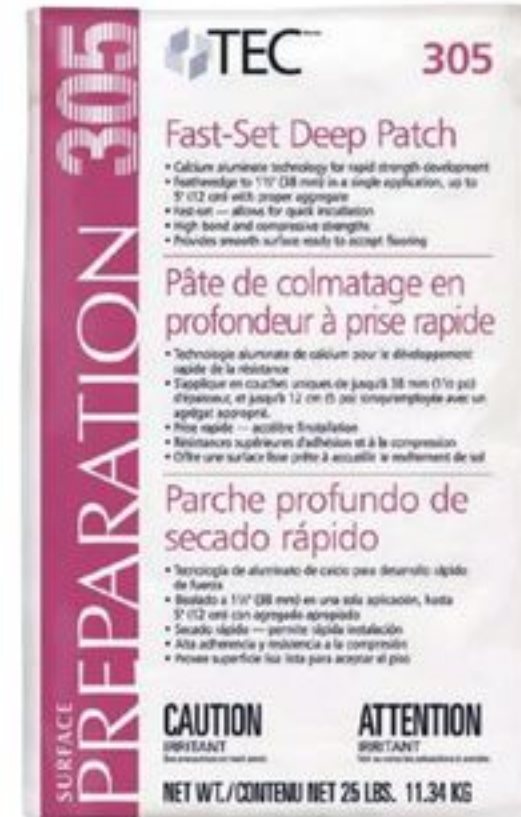 SURFACE
PREPARATION 305
TEC
305
Fast-Set Deep Patch
• Calcium aluminate technology for rapid strength development
• Featheredge to 1½" (38 mm) in a single application, up to
5" (12 cm) with proper aggregate
• Fast-set — allows for quick installation
• High bond and compressive strengths
• Provides smooth surface ready to accept flooring
Pâte de colmatage en
profondeur à prise rapide
• Technologie aluminate de calcium pour le développement
rapide de la résistance
• S'applique en couches uniques de jusqu'à 38 mm (1½ po)
d'épaisseur, et jusqu'à 12 cm (5 po) lorsqu'employée avec un
agrégat approprié.
• Prise rapide — accélère l'installation
• Résistances supérieures d'adhésion et à la compression
• Offre une surface lisse prête à accueillir le revêtement de sol
Parche profundo de
secado rápido
• Tecnología de aluminato de calcio para desarrollo rápido
de fuerza
• Biselado a 1½" (38 mm) en una sola aplicación, hasta
5" (12 cm) con agregado apropiado
• Secado rápido — permite rápida instalación
• Alta adherencia y resistencia a la compresión
• Provee superficie lisa lista para aceptar el piso
CAUTION
IRRITANT
ATTENTION
IRRITANT
NET WT./CONTENU NET 25 LBS. 11.34 KG